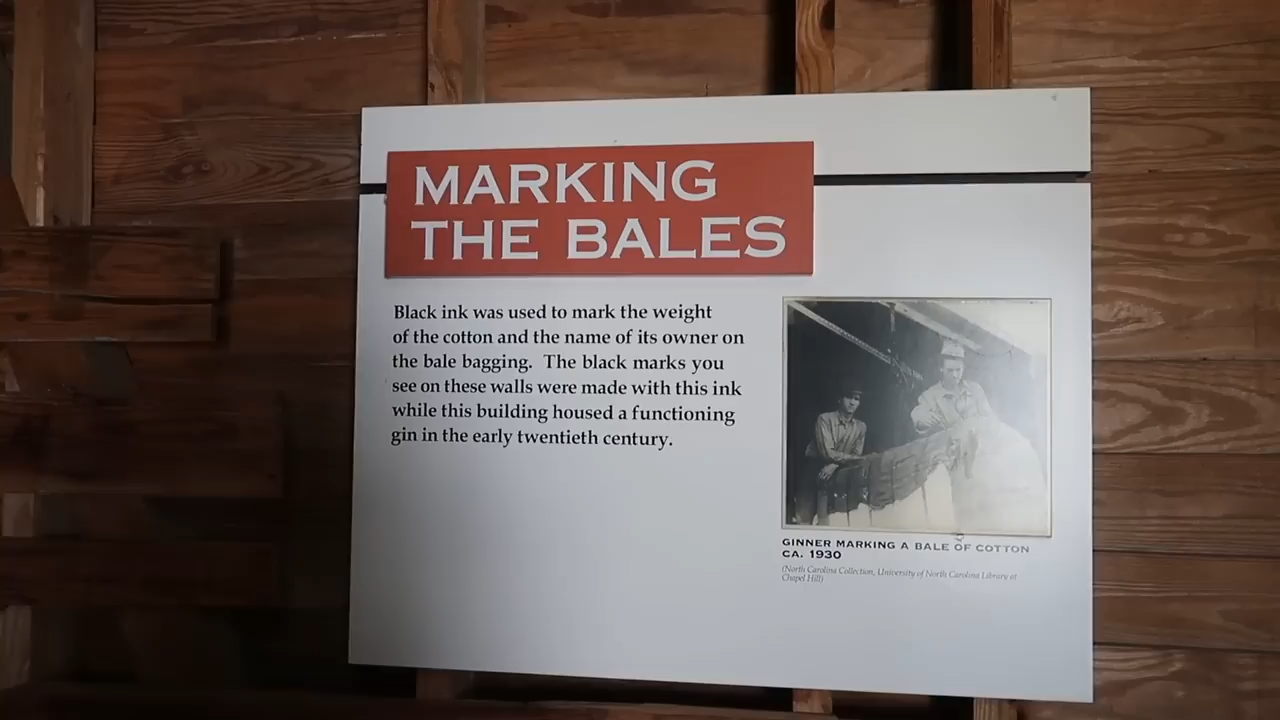 MARKING
THE BALES
Black ink was used to mark the weight
of the cotton and the name of its owner on
the bale bagging. The black marks you
see on these walls were made with this ink
while this building housed a functioning
gin in the early twentieth century.
GINNER MARKING A BALE OF COTTON
CA. 1930
(North Carolina Collection, University of North Carolina Library at
Chapel Hill)